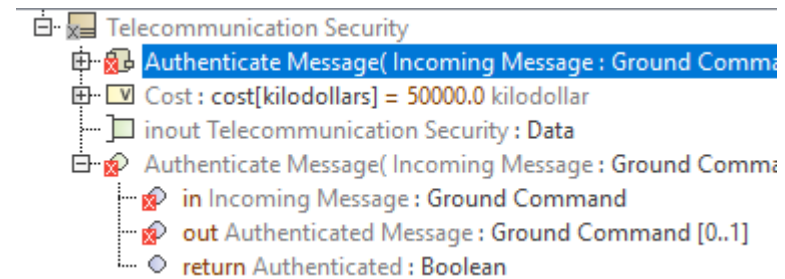 Telecommunication Security
Authenticate Message( Incoming Message : Ground Comma
V Cost : cost[kilodollars] = 50000.0 kilodollar
inout Telecommunication Security : Data
Authenticate Message( Incoming Message : Ground Comma
in Incoming Message : Ground Command
out Authenticated Message : Ground Command [0..1]
return Authenticated : Boolean